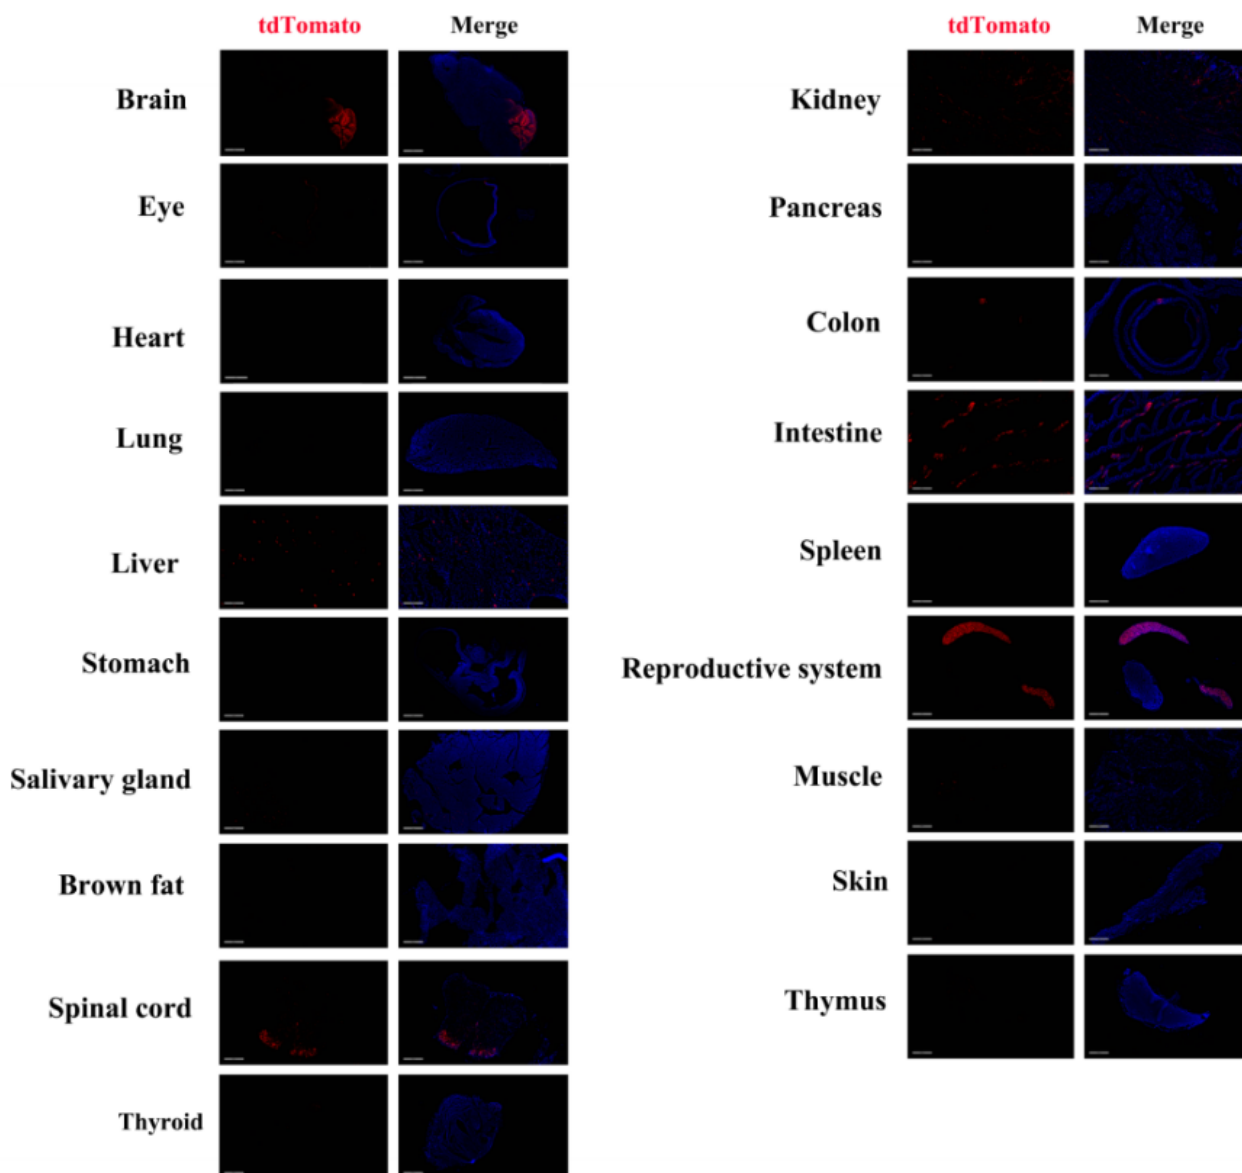 tdTomato Merge
Brain
Eye
Heart
Lung
Liver
Stomach
Salivary gland
Brown fat
Spinal cord
Thyroid
tdTomato Merge
Kidney
Pancreas
Colon
Intestine
Spleen
Reproductive system
Muscle
Skin
Thymus